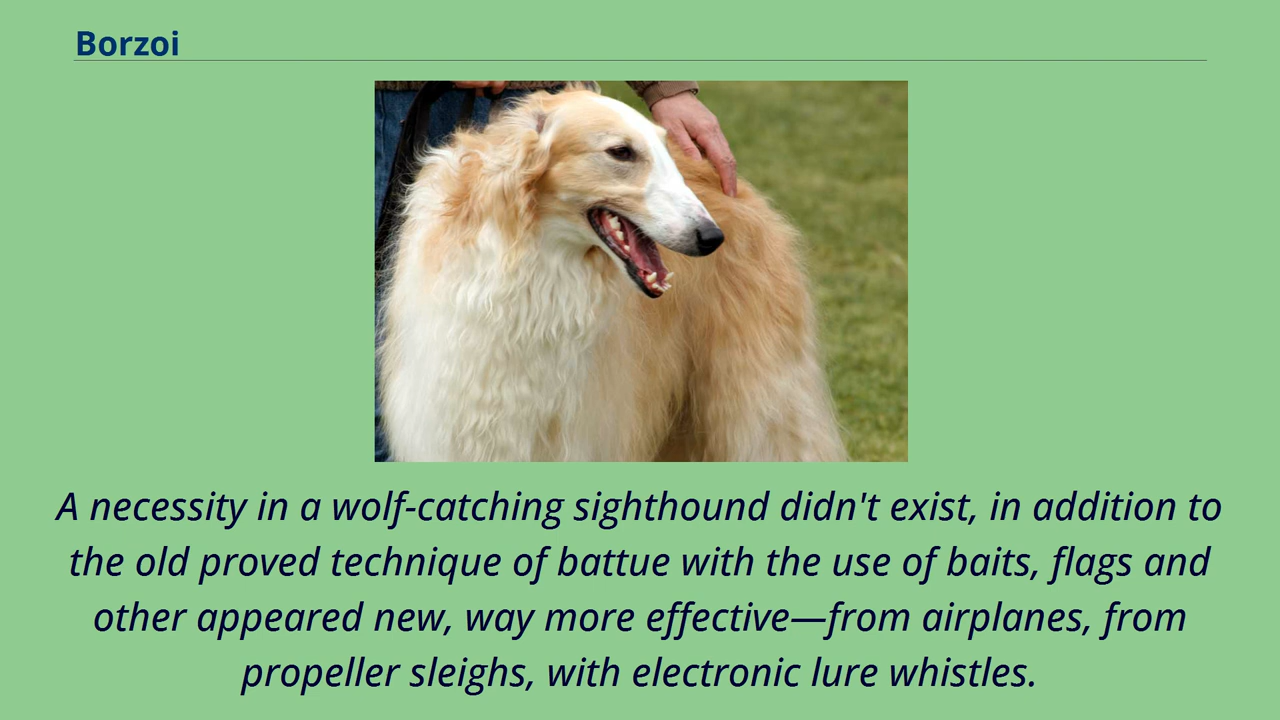 Borzoi
A necessity in a wolf-catching sighthound didn't exist, in addition to
the old proved technique of battue with the use of baits, flags and
other appeared new, way more effective—from airplanes, from
propeller sleighs, with electronic lure whistles.